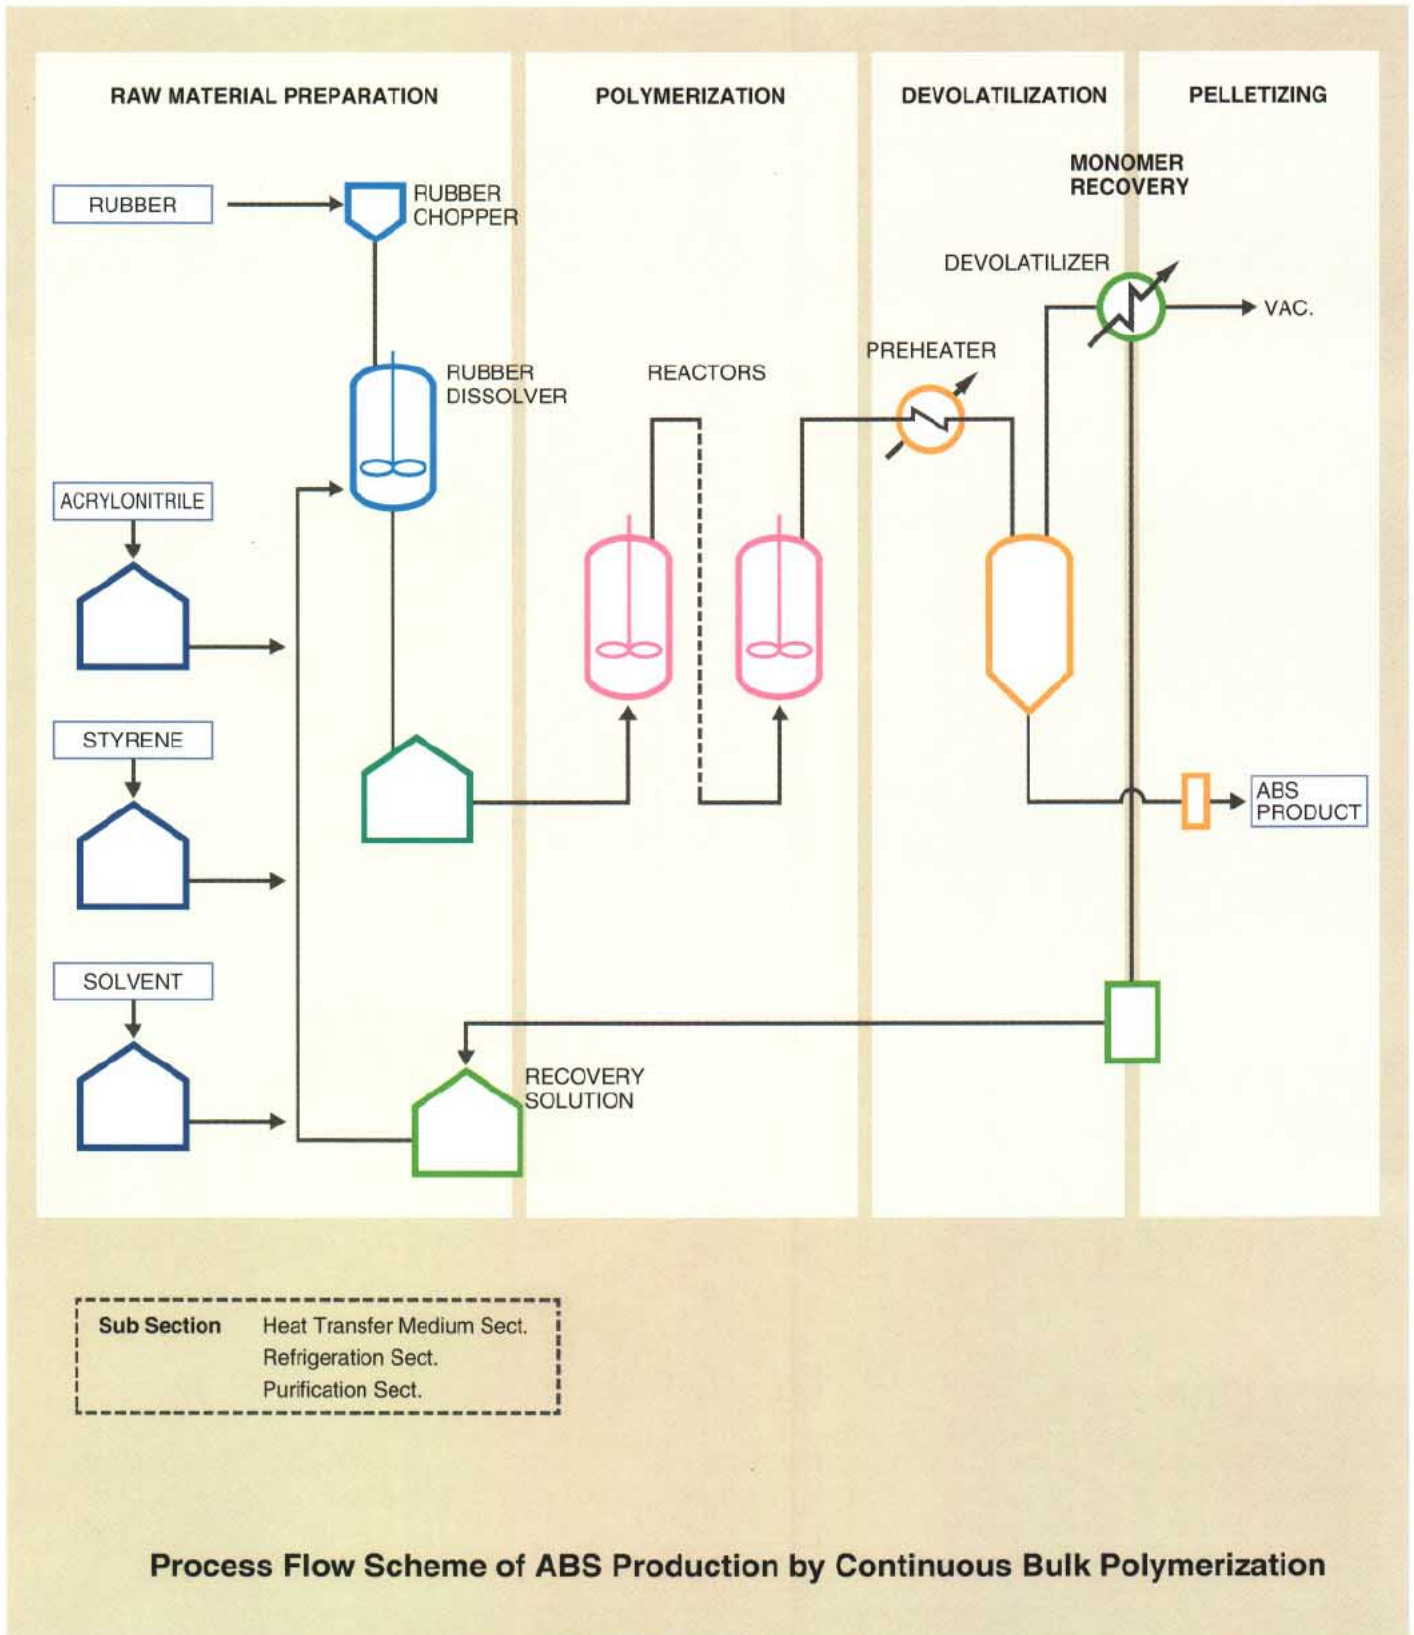 RAW MATERIAL PREPARATION
POLYMERIZATION
DEVOLATILIZATION
PELLETIZING
MONOMER
RECOVERY
RUBBER
RUBBER
CHOPPER
DEVOLATILIZER
VAC.
PREHEATER
RUBBER
DISSOLVER
REACTORS
ACRYLONITRILE
STYRENE
ABS
PRODUCT
SOLVENT
RECOVERY
SOLUTION
Sub Section Heat Transfer Medium Sect.
Refrigeration Sect.
Purification Sect.
Process Flow Scheme of ABS Production by Continuous Bulk Polymerization